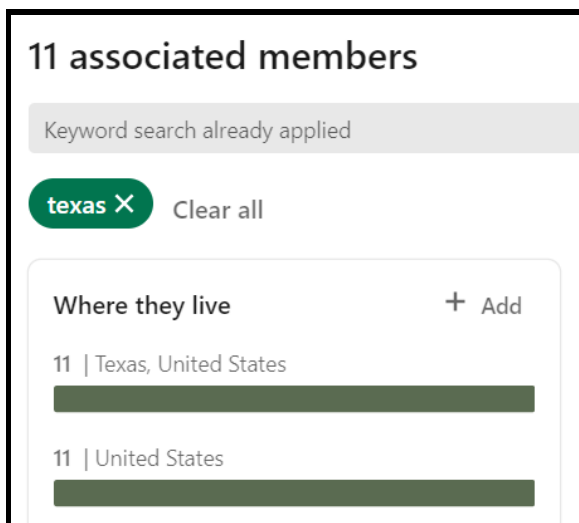 11 associated members
Keyword search already applied
texas ✕ Clear all
Where they live + Add
11 | Texas, United States
11 | United States